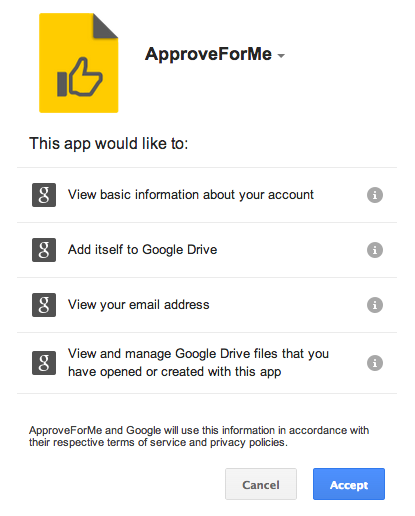 ApproveForMe
This app would like to:
View basic information about your account
Add itself to Google Drive
View your email address
View and manage Google Drive files that you
have opened or created with this app
ApproveForMe and Google will use this information in accordance with
their respective terms of service and privacy policies.
Cancel
Accept